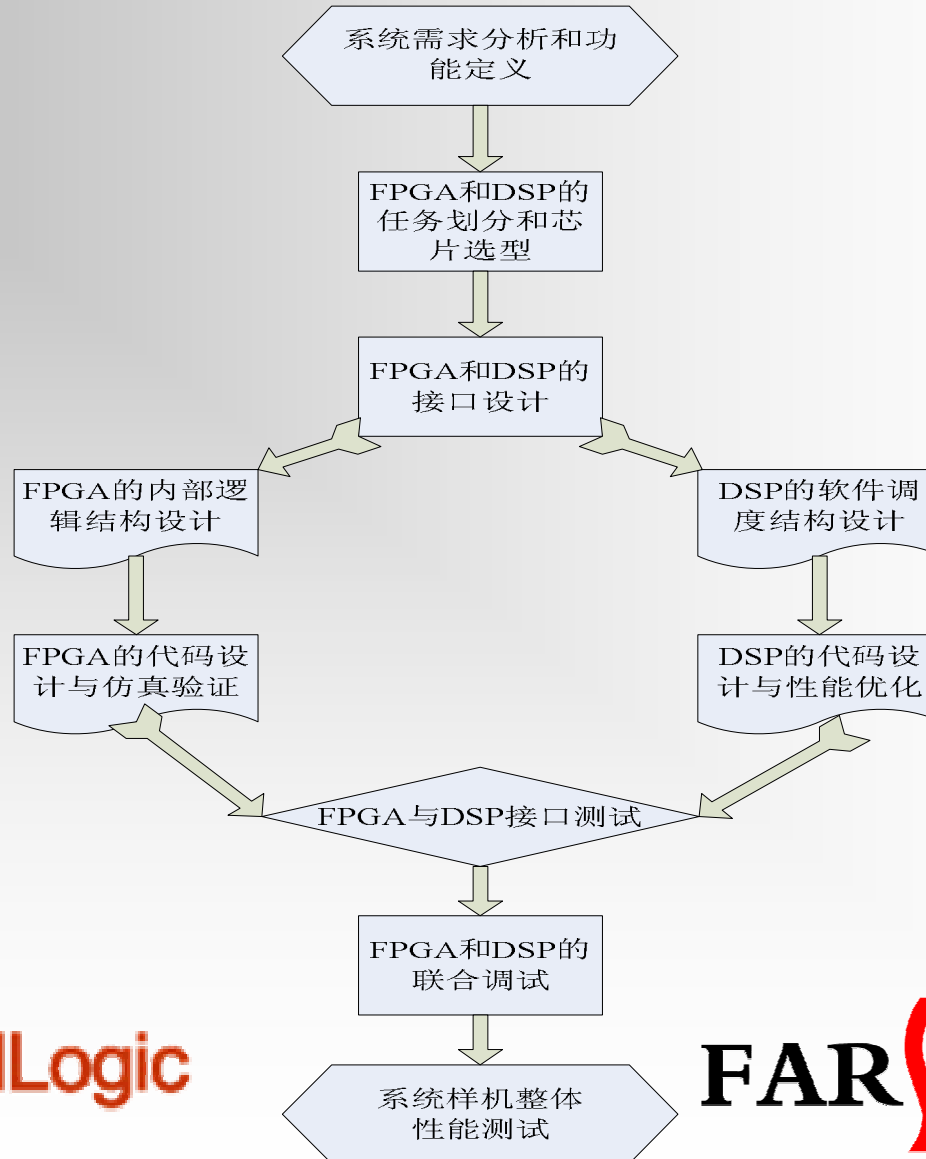 系统需求分析和功
能定义
FPGA和DSP的
任务划分和芯
片选型
FPGA和DSP的
接口设计
FPGA的内部逻
辑结构设计
DSP的软件调
度结构设计
FPGA的代码设
计与仿真验证
DSP的代码设
计与性能优化
FPGA与DSP接口测试
FPGA和DSP的
联合调试
系统样机整体
性能测试
lLogic
FAR